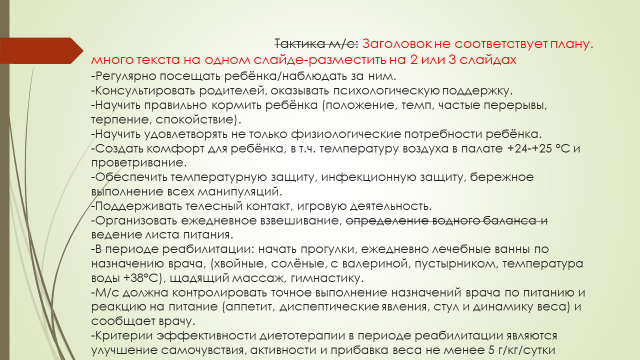 Тактика м/с: Заголовок не соответствует плану.
много текста на одном слайде-разместить на 2 или 3 слайдах
-Регулярно посещать ребёнка/наблюдать за ним.
-Консультировать родителей, оказывать психологическую поддержку.
-Научить правильно кормить ребёнка (положение, темп, частые перерывы,
терпение, спокойствие).
-Научить удовлетворять не только физиологические потребности ребёнка.
-Создать комфорт для ребёнка, в т.ч. температуру воздуха в палате +24-+25 °С и
проветривание.
-Обеспечить температурную защиту, инфекционную защиту, бережное
выполнение всех манипуляций.
-Поддерживать телесный контакт, игровую деятельность.
-Организовать ежедневное взвешивание, определение водного баланса и
ведение листа питания.
-В периоде реабилитации: начать прогулки, ежедневно лечебные ванны по
назначению врача, (хвойные, солёные, с валериной, пустырником, температура
воды +38°С), щадящий массаж, гимнастику.
-М/с должна контролировать точное выполнение назначений врача по питанию и
реакцию на питание (аппетит, диспептические явления, стул и динамику веса) и
сообщает врачу.
-Критерии эффективности диетотерапии в периоде реабилитации являются
улучшение самочувствия, активности и прибавка веса не менее 5 г/кг/сутки